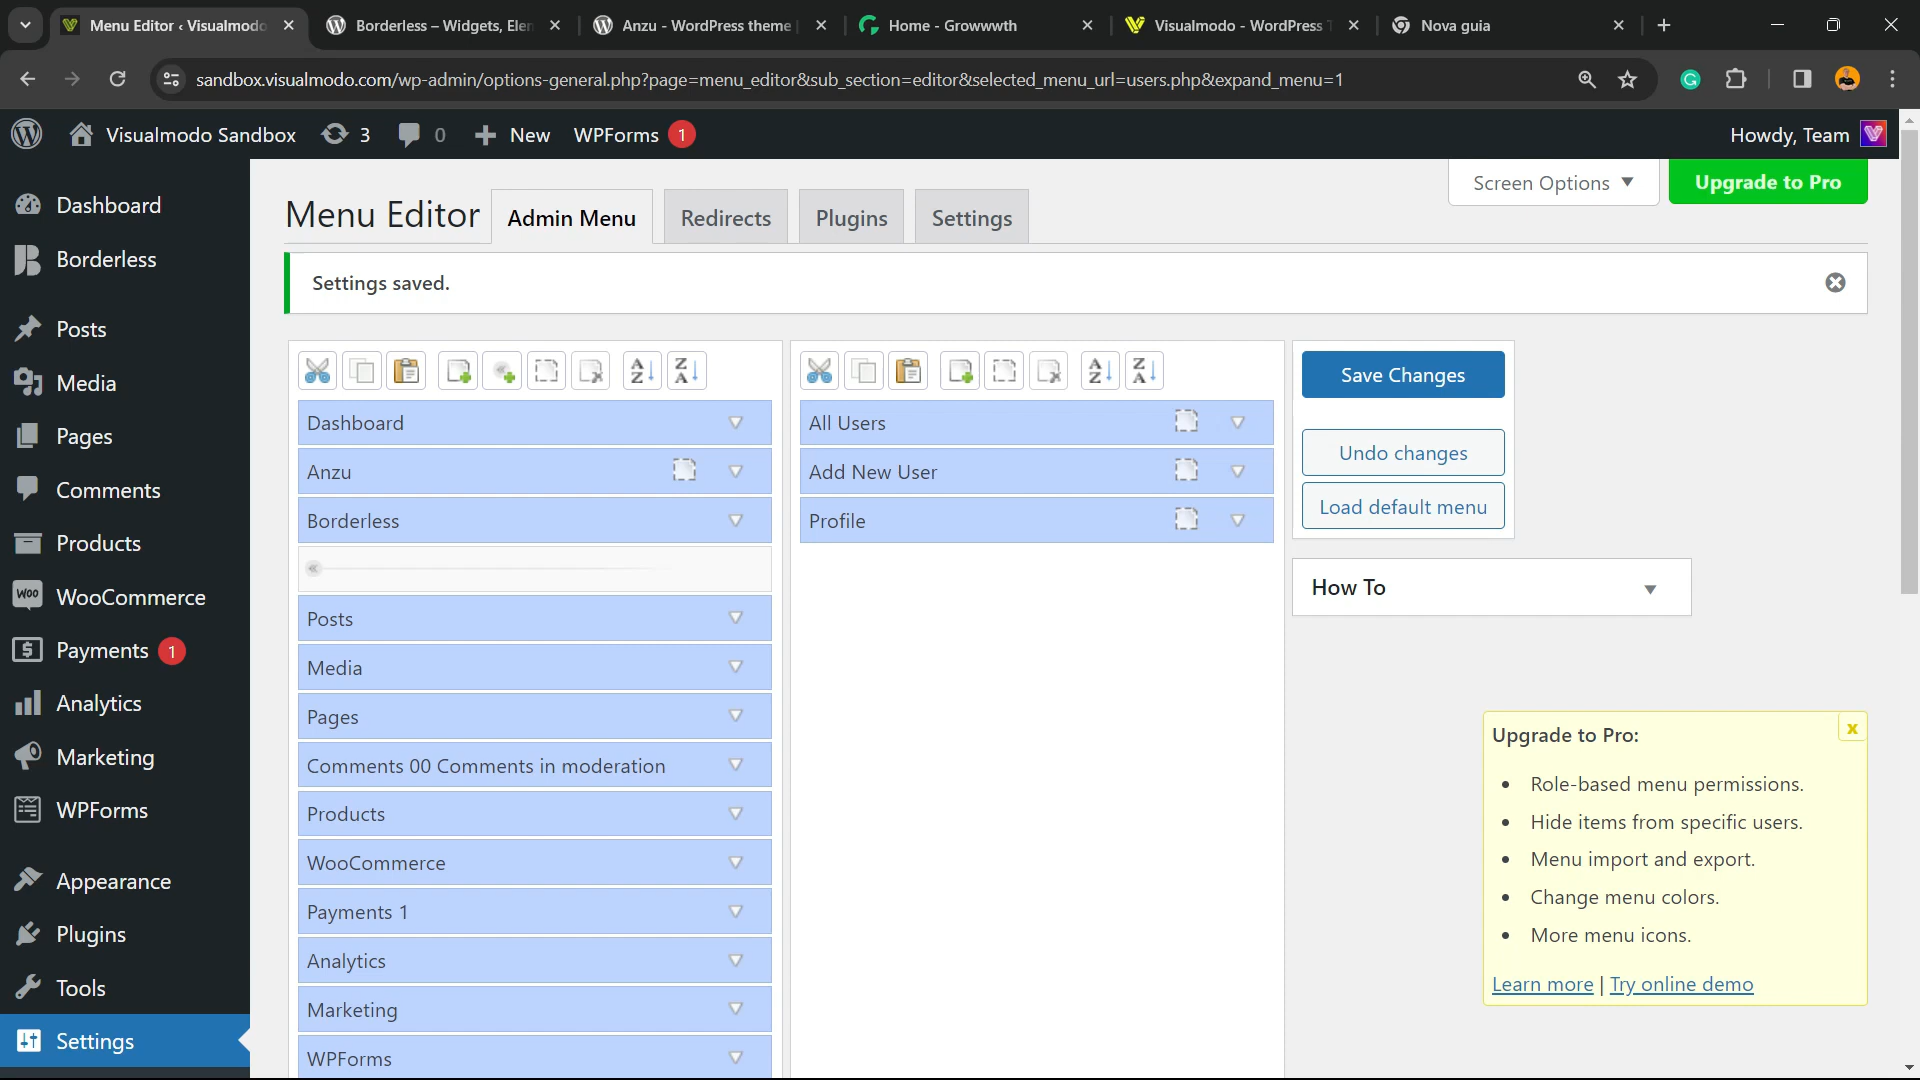 Menu Editor ‹ Visualmodo
Borderless – Widgets, Elem
Anzu - WordPress theme
Home - Growwwth
Visualmodo - WordPress T
Nova guia
sandbox.visualmodo.com/wp-admin/options-general.php?page=menu_editor&sub_section=editor&selected_menu_url=users.php&expand_menu=1
Visualmodo Sandbox 3 0 New WPForms 1
Howdy, Team
Dashboard
Borderless
Posts
Media
Pages
Comments
Products
WooCommerce
Payments 1
Analytics
Marketing
WPForms
Appearance
Plugins
Tools
Settings
Screen Options
Upgrade to Pro
Menu Editor
Admin Menu
Redirects
Plugins
Settings
Settings saved.
Dashboard
Anzu
Borderless
Posts
Media
Pages
Comments 00 Comments in moderation
Products
WooCommerce
Payments 1
Analytics
Marketing
WPForms
All Users
Add New User
Profile
Save Changes
Undo changes
Load default menu
How To
Upgrade to Pro:
x
• Role-based menu permissions.
• Hide items from specific users.
• Menu import and export.
• Change menu colors.
• More menu icons.
Learn more | Try online demo